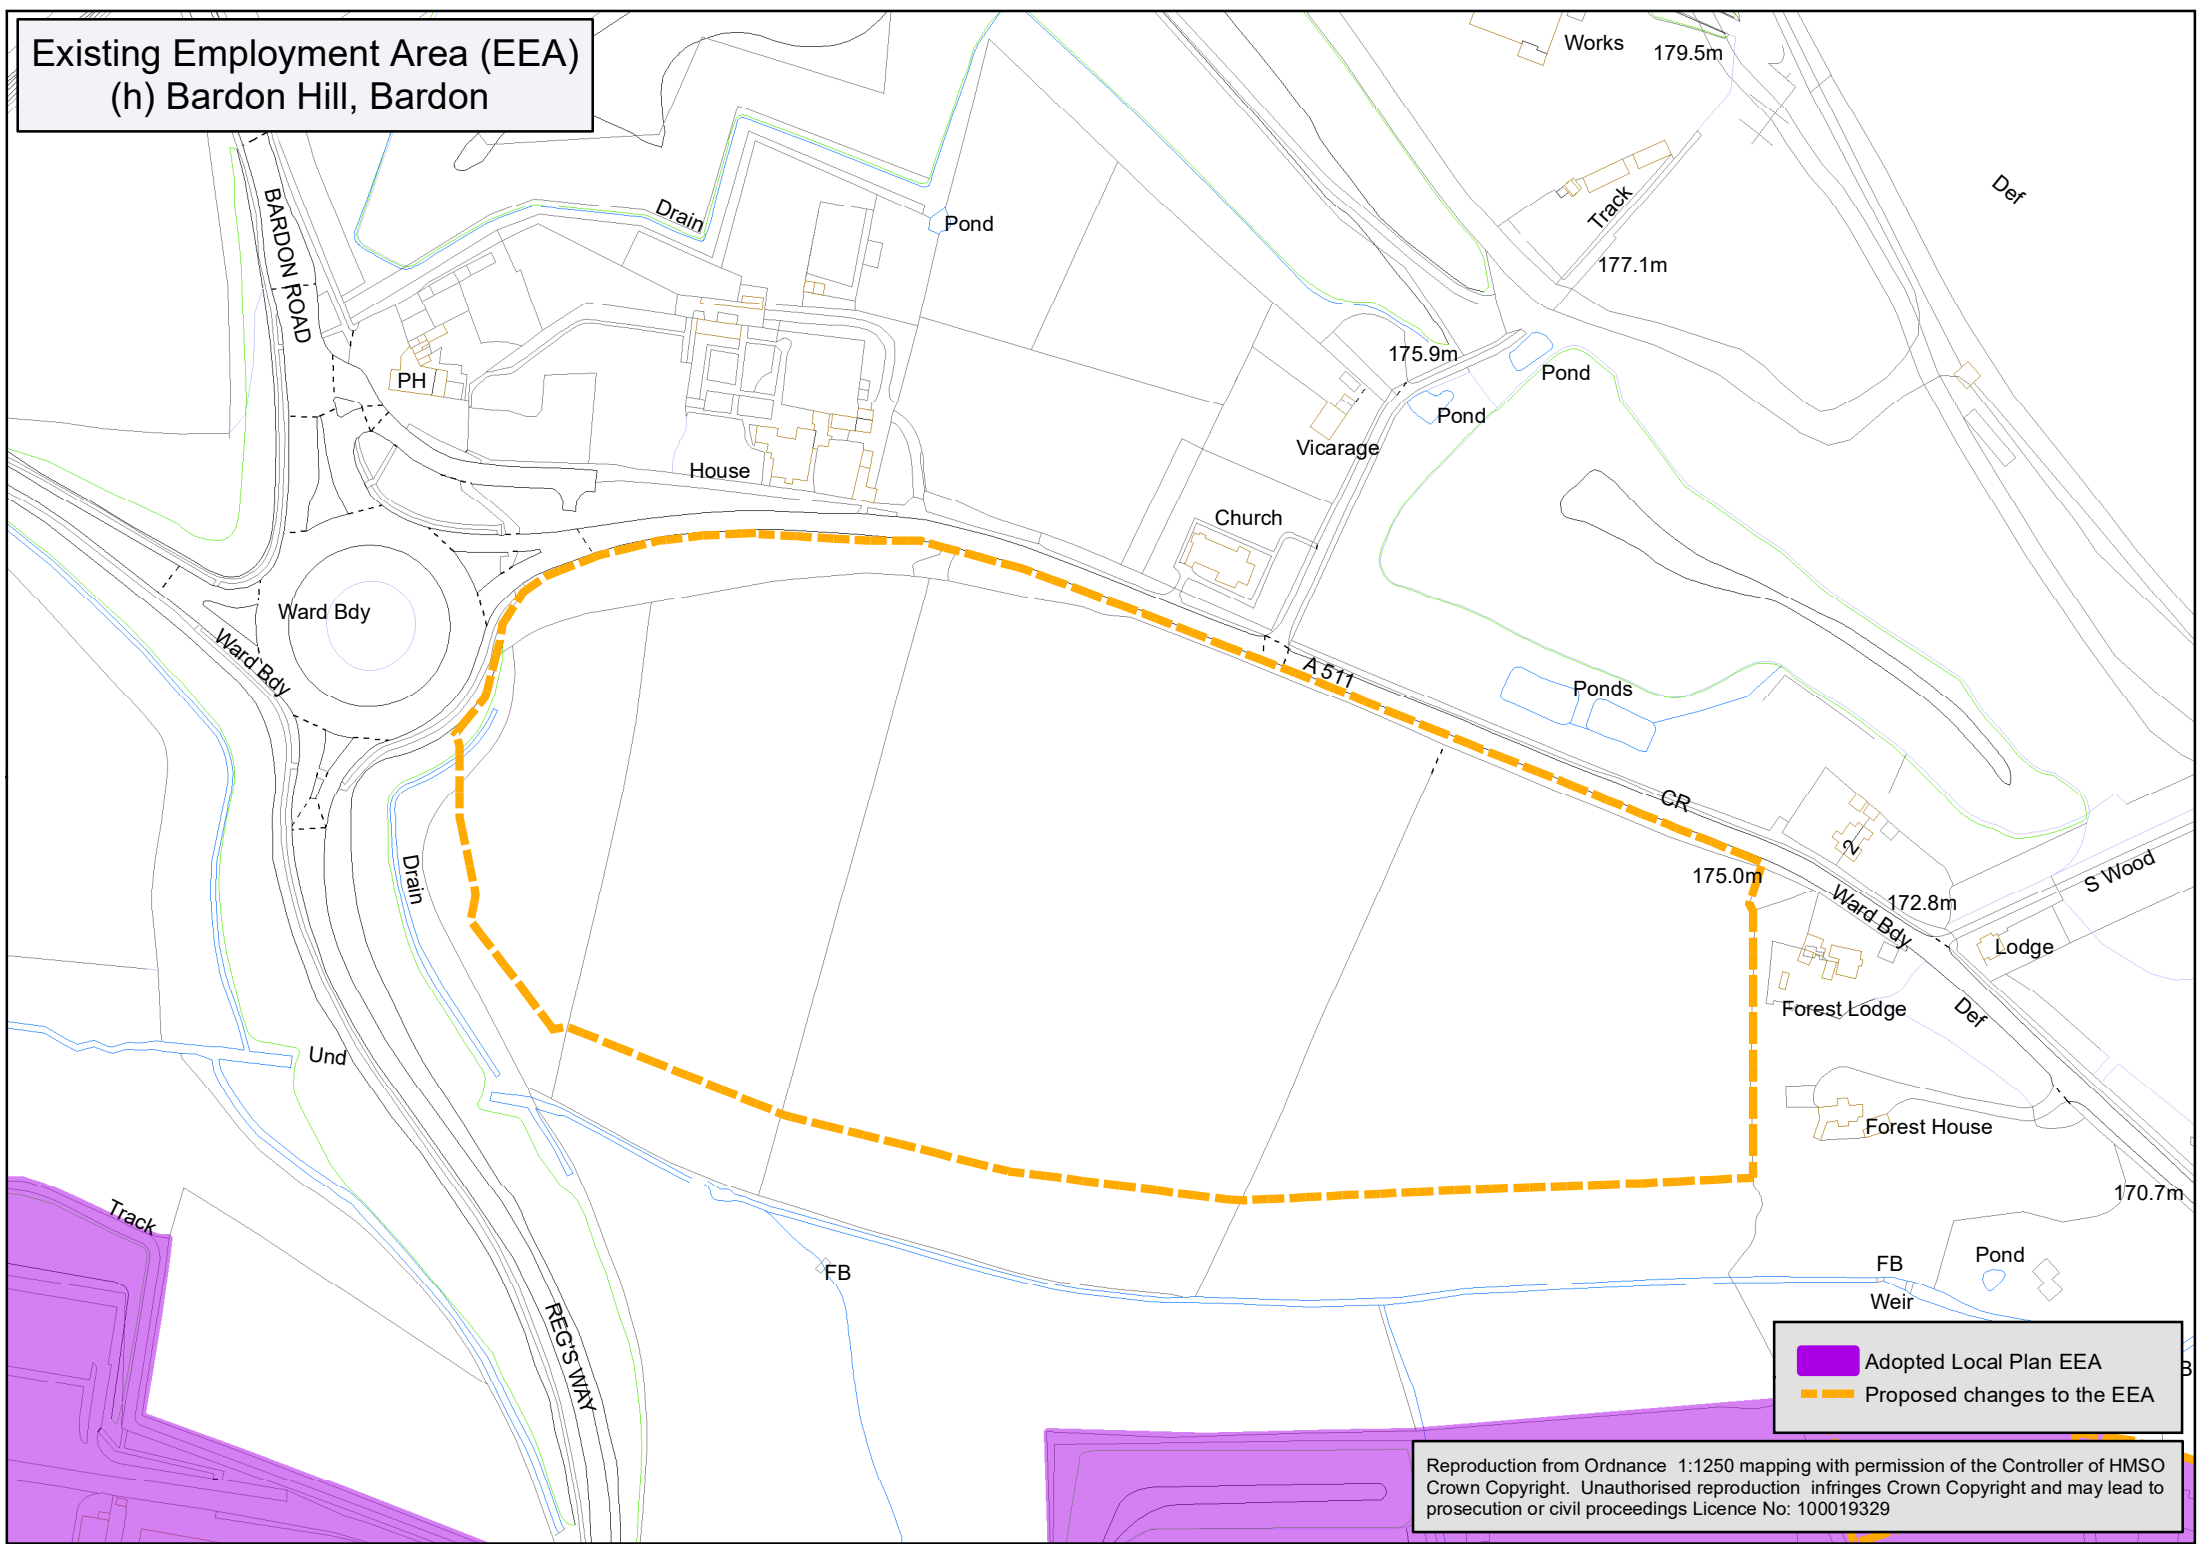 Existing Employment Area (EEA)
(h) Bardon Hill, Bardon
Works
179.5m
Def
BARDON ROAD
Drain
Pond
Track
177.1m
175.9m
Pond
PH
Pond
Vicarage
House
Church
Ward Bdy
Ward Bdy
A 511
Ponds
CR
2
175.0m
Ward Bdy
172.8m
S Wood
Lodge
Drain
Forest Lodge
Def
Und
Forest House
170.7m
Track
FB
FB
Pond
Weir
REG'S WAY
B
Adopted Local Plan EEA
Proposed changes to the EEA
Reproduction from Ordnance 1:1250 mapping with permission of the Controller of HMSO
Crown Copyright. Unauthorised reproduction infringes Crown Copyright and may lead to
prosecution or civil proceedings Licence No: 100019329